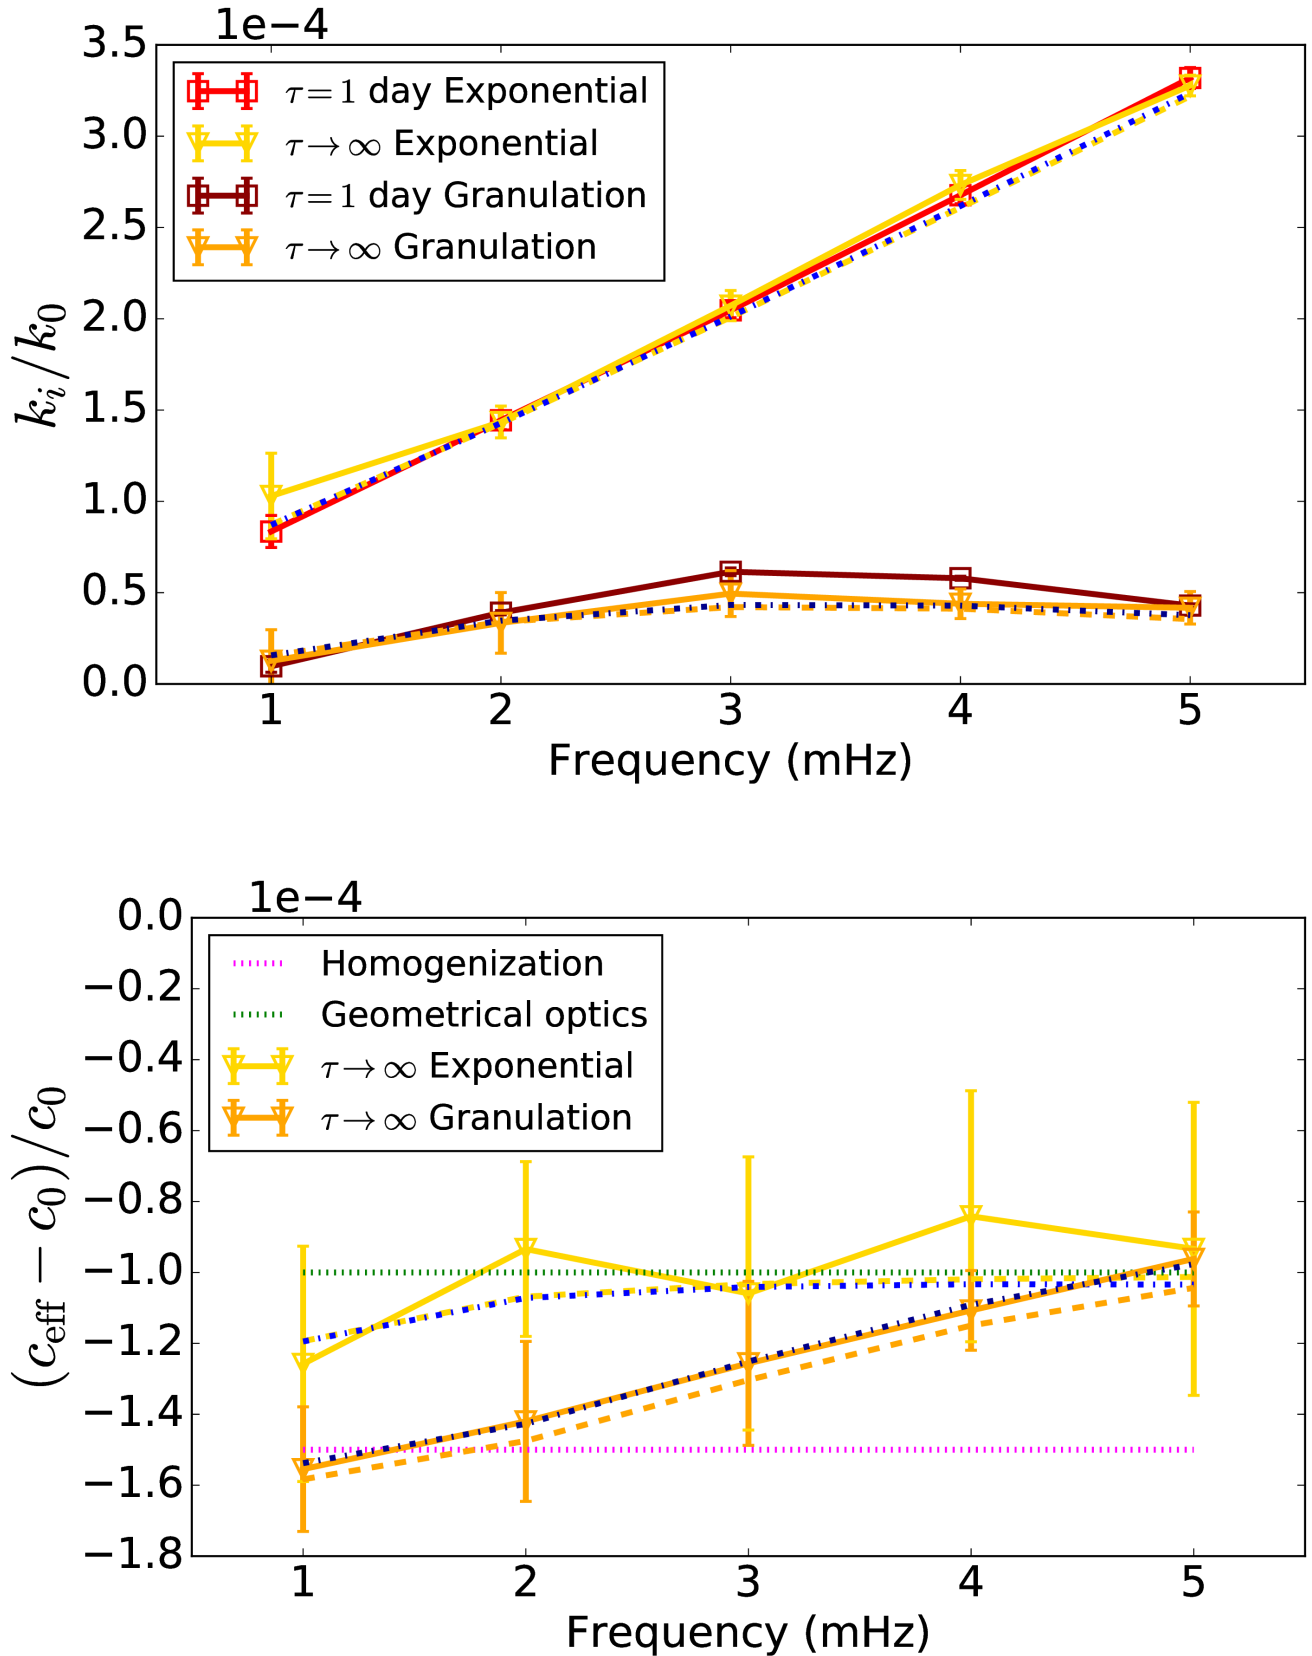 1e−4
3.5
3.0
2.5
2.0
1.5
1.0
0.5
0.0
k_i/k_0
τ=1 day Exponential
τ→∞ Exponential
τ=1 day Granulation
τ→∞ Granulation
1 2 3 4 5
Frequency (mHz)
1e−4
0.0
−0.2
−0.4
−0.6
−0.8
−1.0
−1.2
−1.4
−1.6
−1.8
(c_eff − c_0)/c_0
Homogenization
Geometrical optics
τ→∞ Exponential
τ→∞ Granulation
1 2 3 4 5
Frequency (mHz)